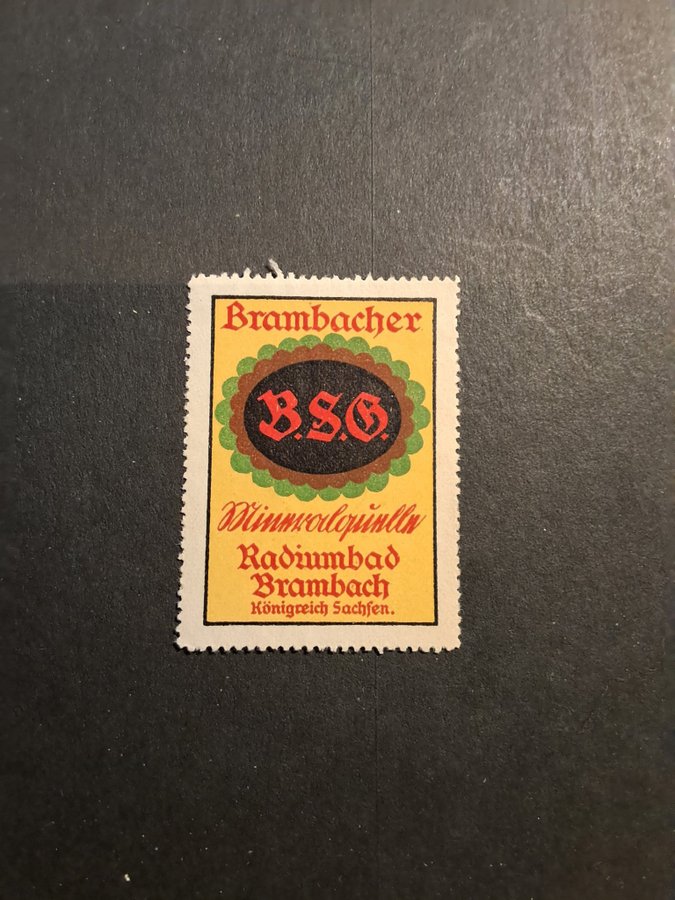 Brambacher
B.S.G.
Mineralquelle
Radiumbad
Brambach
Königreich Sachsen.